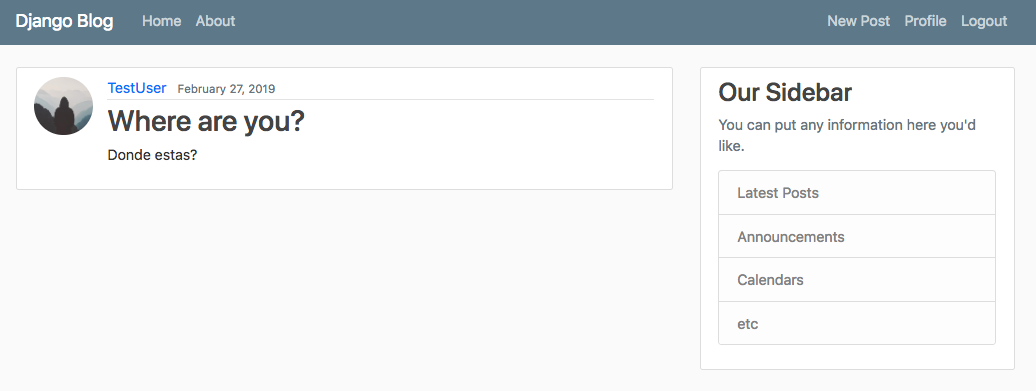 Django Blog Home About New Post Profile Logout
TestUser February 27, 2019
Where are you?
Donde estas?
Our Sidebar
You can put any information here you'd
like.
Latest Posts
Announcements
Calendars
etc